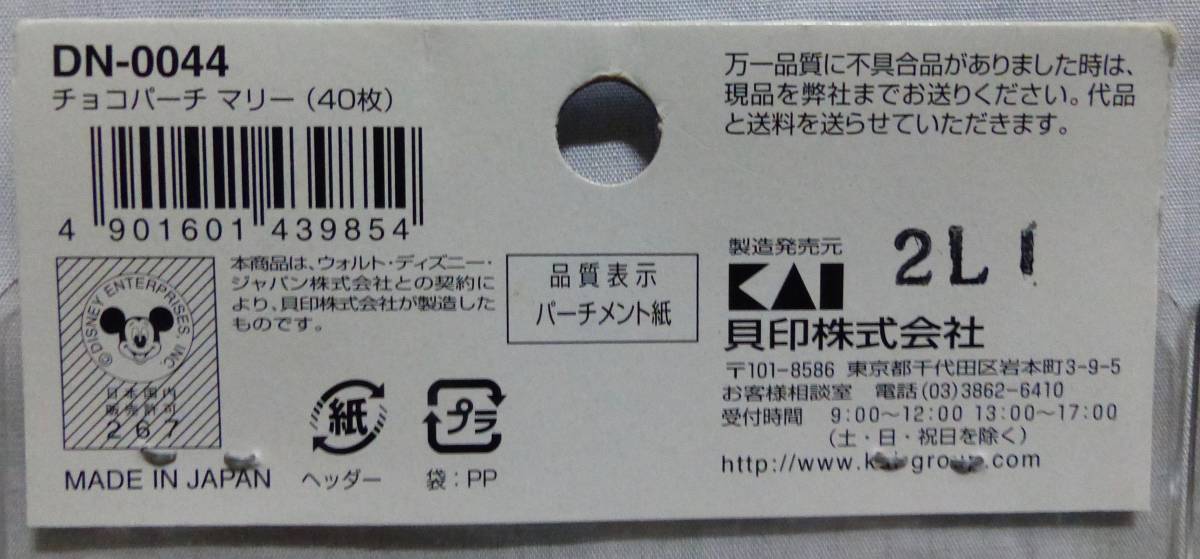 DN-0044
チョコパーチ マリー(40枚)
4 901601 439854
© DISNEY ENTERPRISES, INC.
日本国内
販売許可
267
本商品は、ウォルト・ディズニー・
ジャパン株式会社との契約に
より、貝印株式会社が製造した
ものです。
MADE IN JAPAN
紙
ヘッダー
プラ
袋:PP
品質表示
パーチメント紙
万一品質に不具合品がありました時は、
現品を弊社までお送りください。代品
と送料を送らせていただきます。
製造発売元
KAI
2L1
貝印株式会社
〒101-8586 東京都千代田区岩本町3-9-5
お客様相談室 電話(03)3862-6410
受付時間 9:00~12:00 13:00~17:00
(土・日・祝日を除く)
http://www.kai-group.com